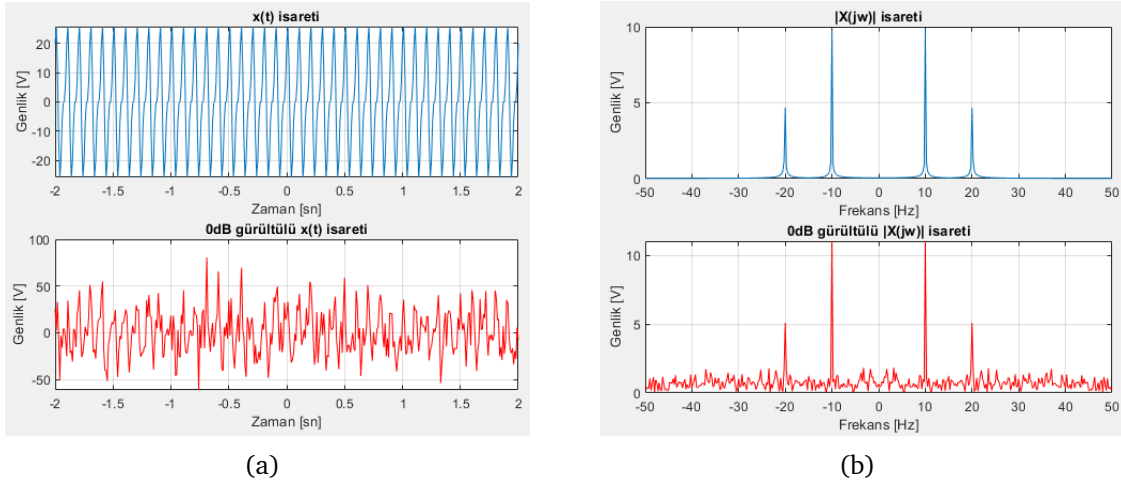 x(t) isareti
Genlik [V]
20
10
0
-10
-20
-2 -1.5 -1 -0.5 0 0.5 1 1.5 2
Zaman [sn]
0dB gürültülü x(t) isareti
Genlik [V]
100
50
0
-50
-2 -1.5 -1 -0.5 0 0.5 1 1.5 2
Zaman [sn]
(a)
|X(jw)| isareti
Genlik [V]
10
5
0
-50 -40 -30 -20 -10 0 10 20 30 40 50
Frekans [Hz]
0dB gürültülü |X(jw)| isareti
Genlik [V]
10
5
0
-50 -40 -30 -20 -10 0 10 20 30 40 50
Frekans [Hz]
(b)